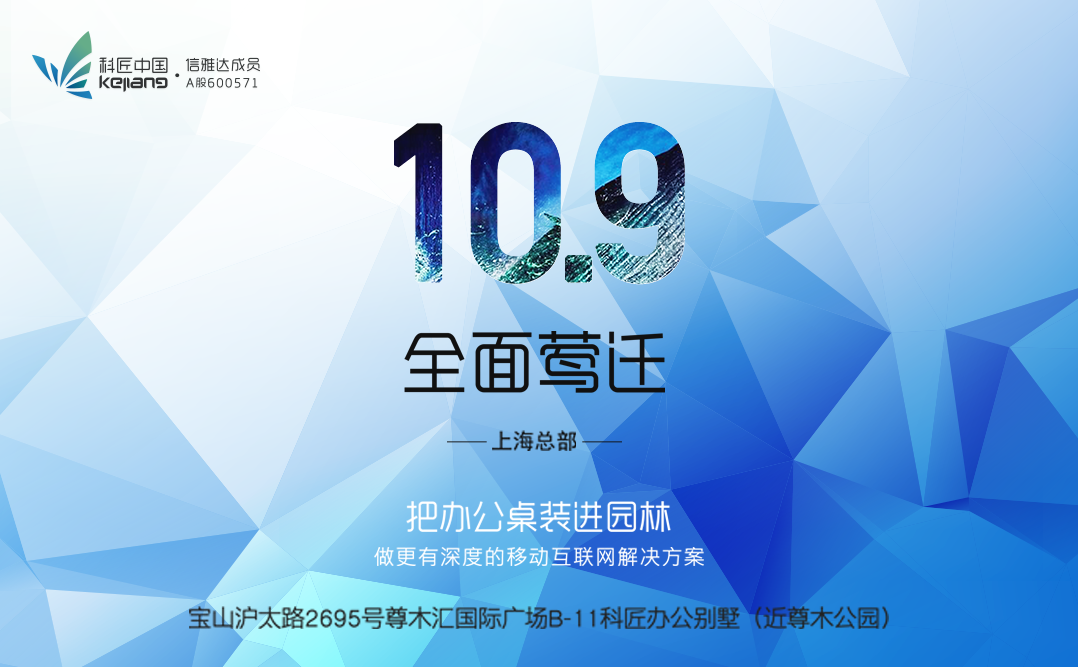 科匠中国
Kejiang
·
信雅达成员
A股600571
10.9
全面莺迁
上海总部
把办公桌装进园林
做更有深度的移动互联网解决方案
宝山沪太路2695号尊木汇国际广场B-11科匠办公别墅（近尊木公园）